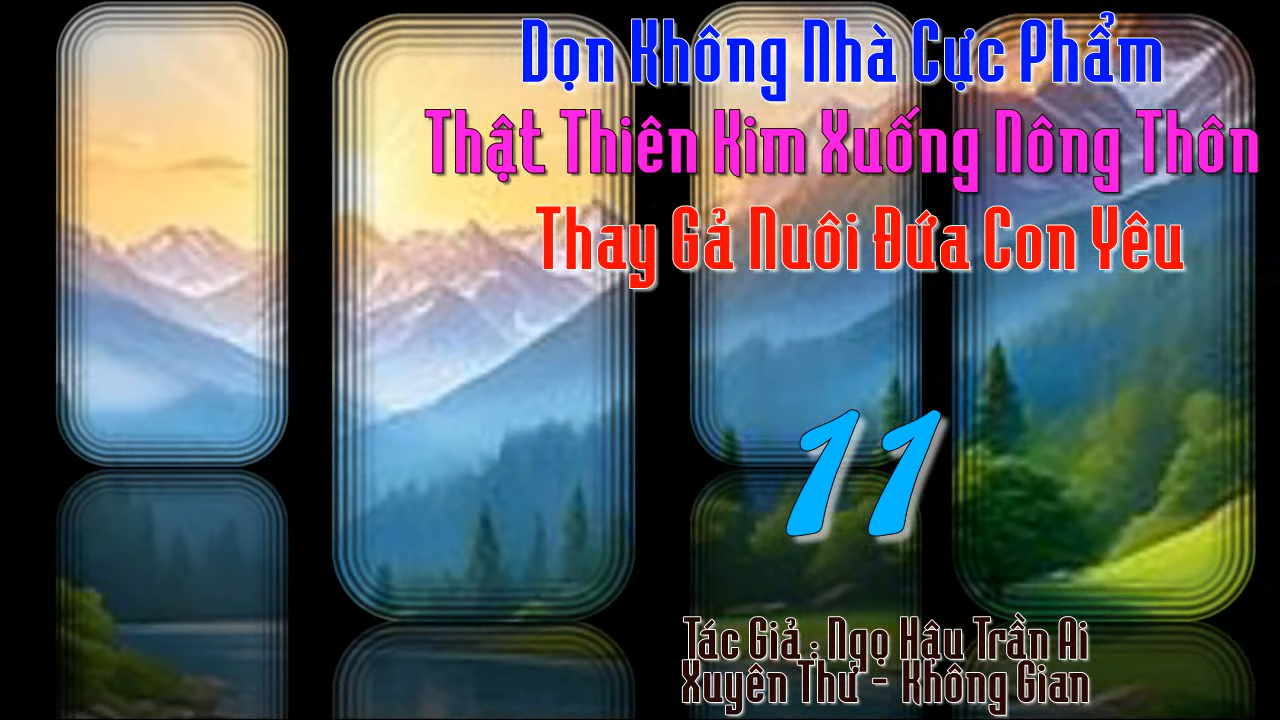 Dọn Không Nhà Cực Phẩm
Thật Thiên Kim Xuống Nông Thôn
Thay Gả Nuôi Đứa Con Yêu
11
Tác Giả : Ngọ Hậu Trần Ai
Xuyên Thư - Không Gian